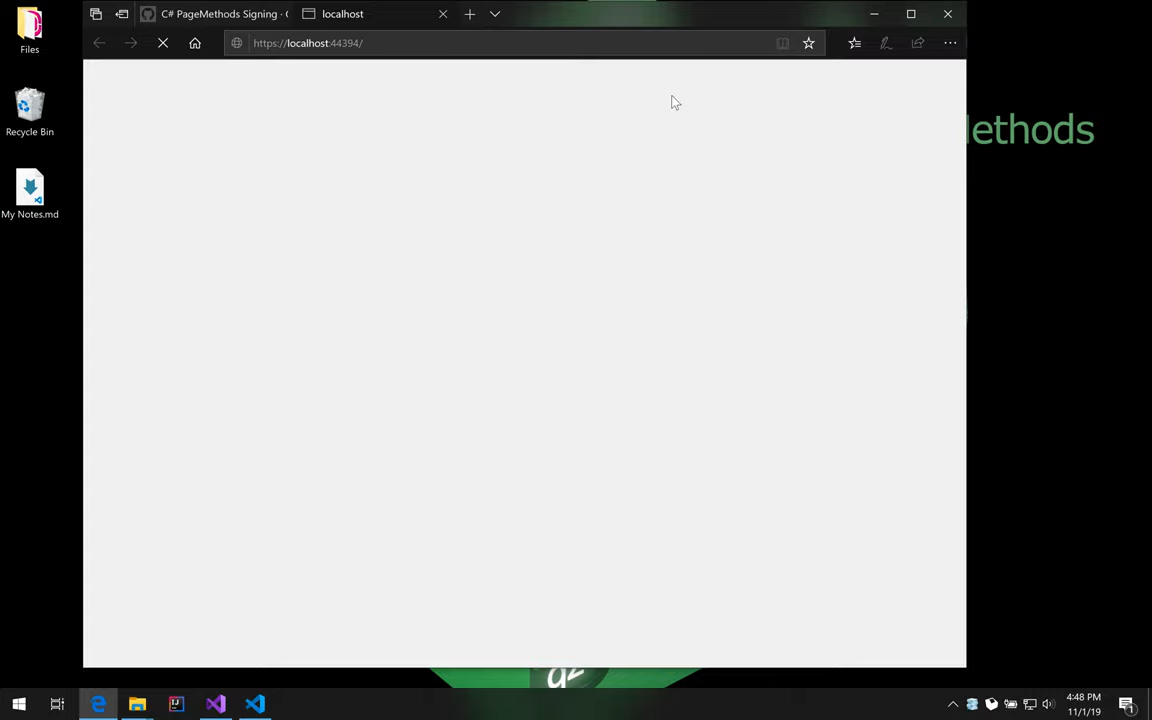 Files
Recycle Bin
My Notes.md
C# PageMethods Signing ·
localhost
https://localhost:44394/
ethods
4:48 PM
11/1/19
1